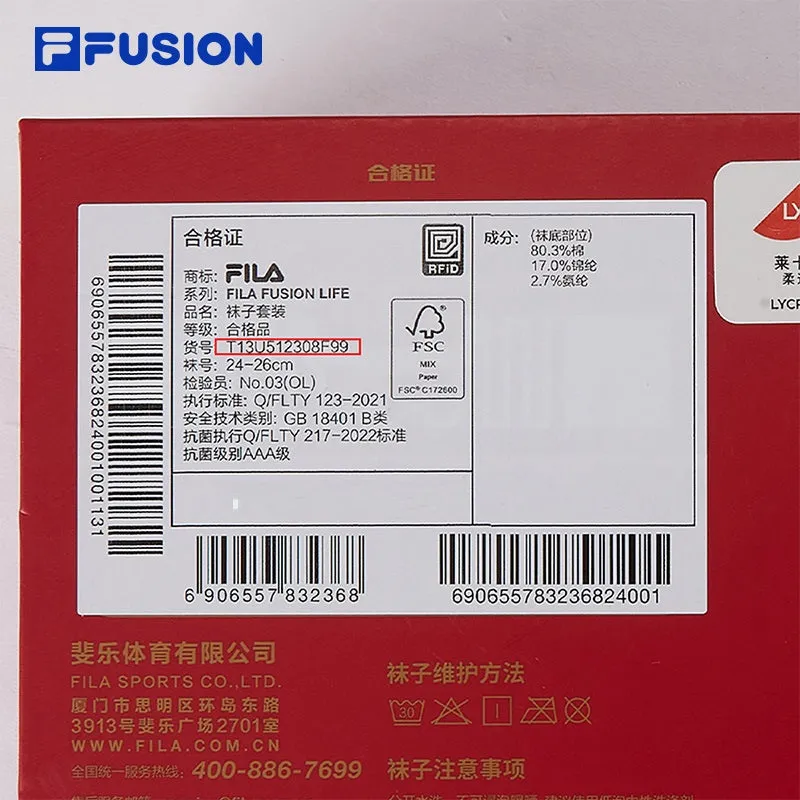 FUSION
合格证
合格证
RFID
商标: FILA
系列: FILA FUSION LIFE
品名: 袜子套装
等级: 合格品
货号 T13U512308F99
袜号: 24-26cm
检验员: No.03(OL)
执行标准: Q/FLTY 123-2021
安全技术类别: GB 18401 B类
抗菌执行Q/FLTY 217-2022标准
抗菌级别AAA级
FSC
MIX
Paper
FSC® C172600
成分: (袜底部位)
80.3%棉
17.0%锦纶
2.7%氨纶
LY
莱卡
柔
LYCR
690655783236824001001131
6 906557 832368
690655783236824001
斐乐体育有限公司
FILA SPORTS CO.,LTD.
厦门市思明区环岛东路
3913号斐乐广场2701室
WWW.FILA.COM.CN
全国统一服务热线: 400-886-7699
袜子维护方法
30
袜子注意事项